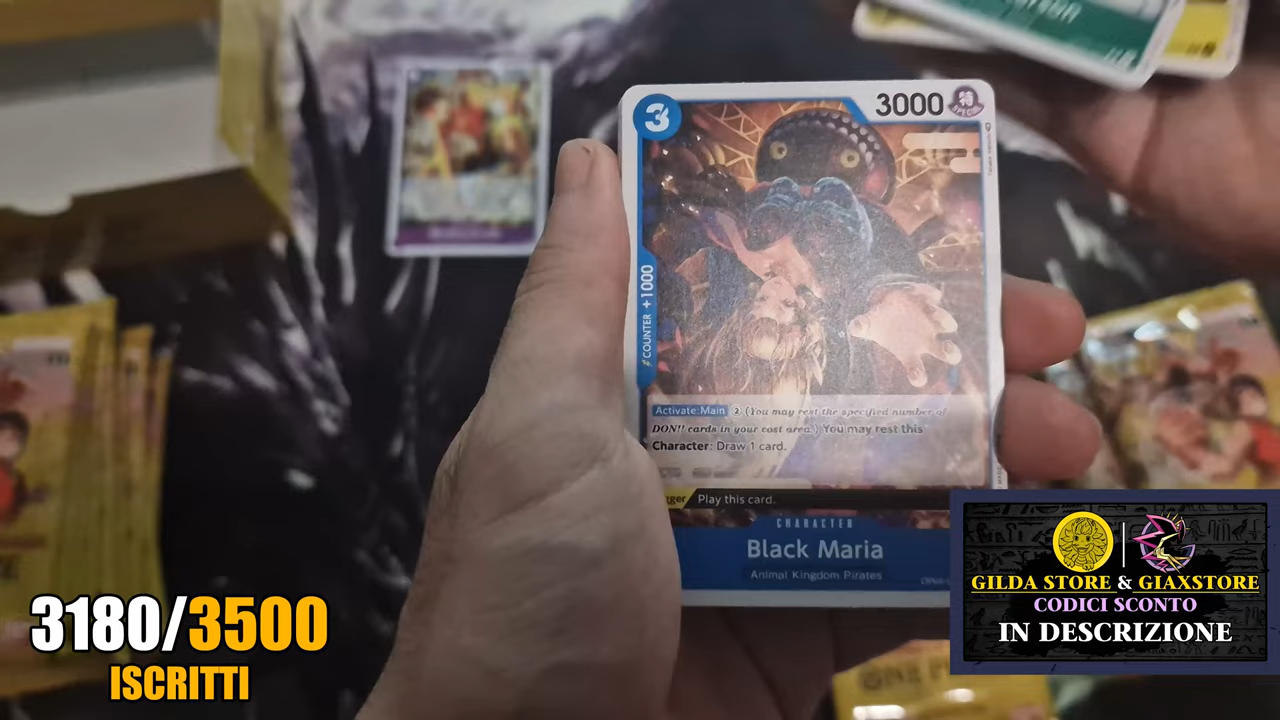 3
3000
SPECIAL
COUNTER +1000
Activate:Main ② (You may rest the specified number of
DON!! cards in your cost area.) You may rest this
Character: Draw 1 card.
Play this card.
CHARACTER
Black Maria
Animal Kingdom Pirates
3180/3500
ISCRITTI
GILDA STORE & GIAXSTORE
CODICI SCONTO
IN DESCRIZIONE